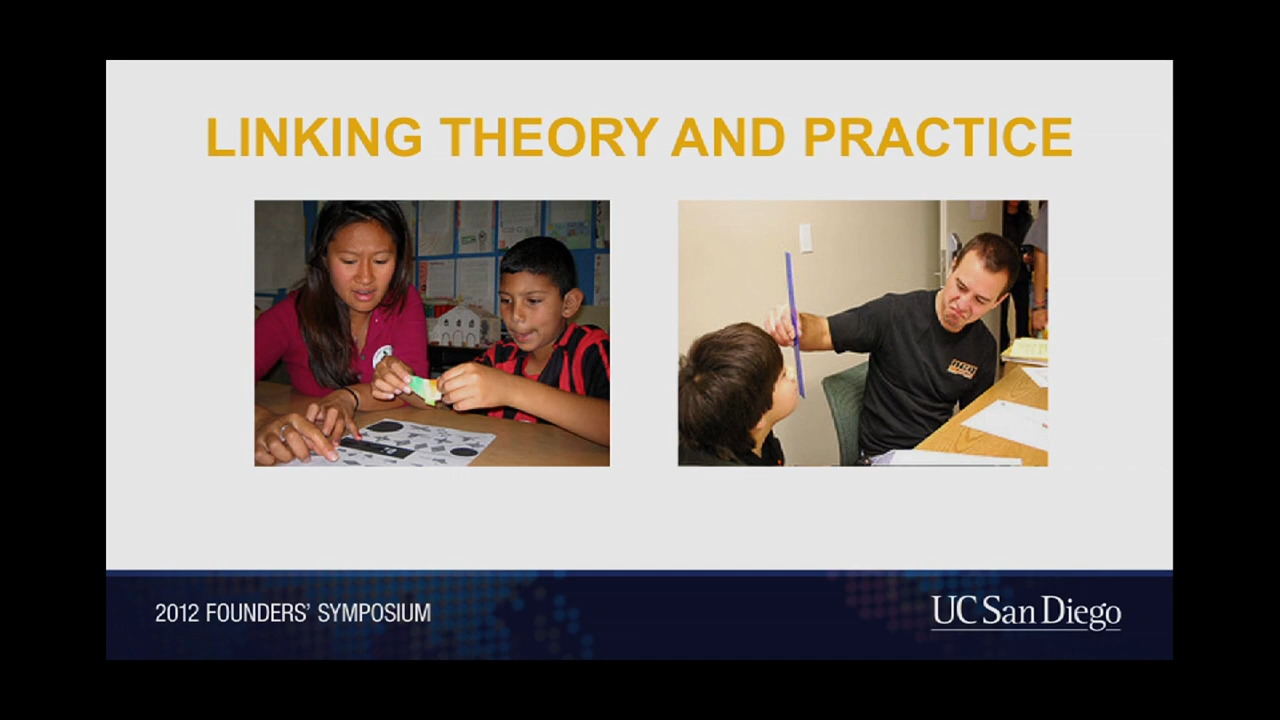 LINKING THEORY AND PRACTICE
2012 FOUNDERS' SYMPOSIUM
UC San Diego